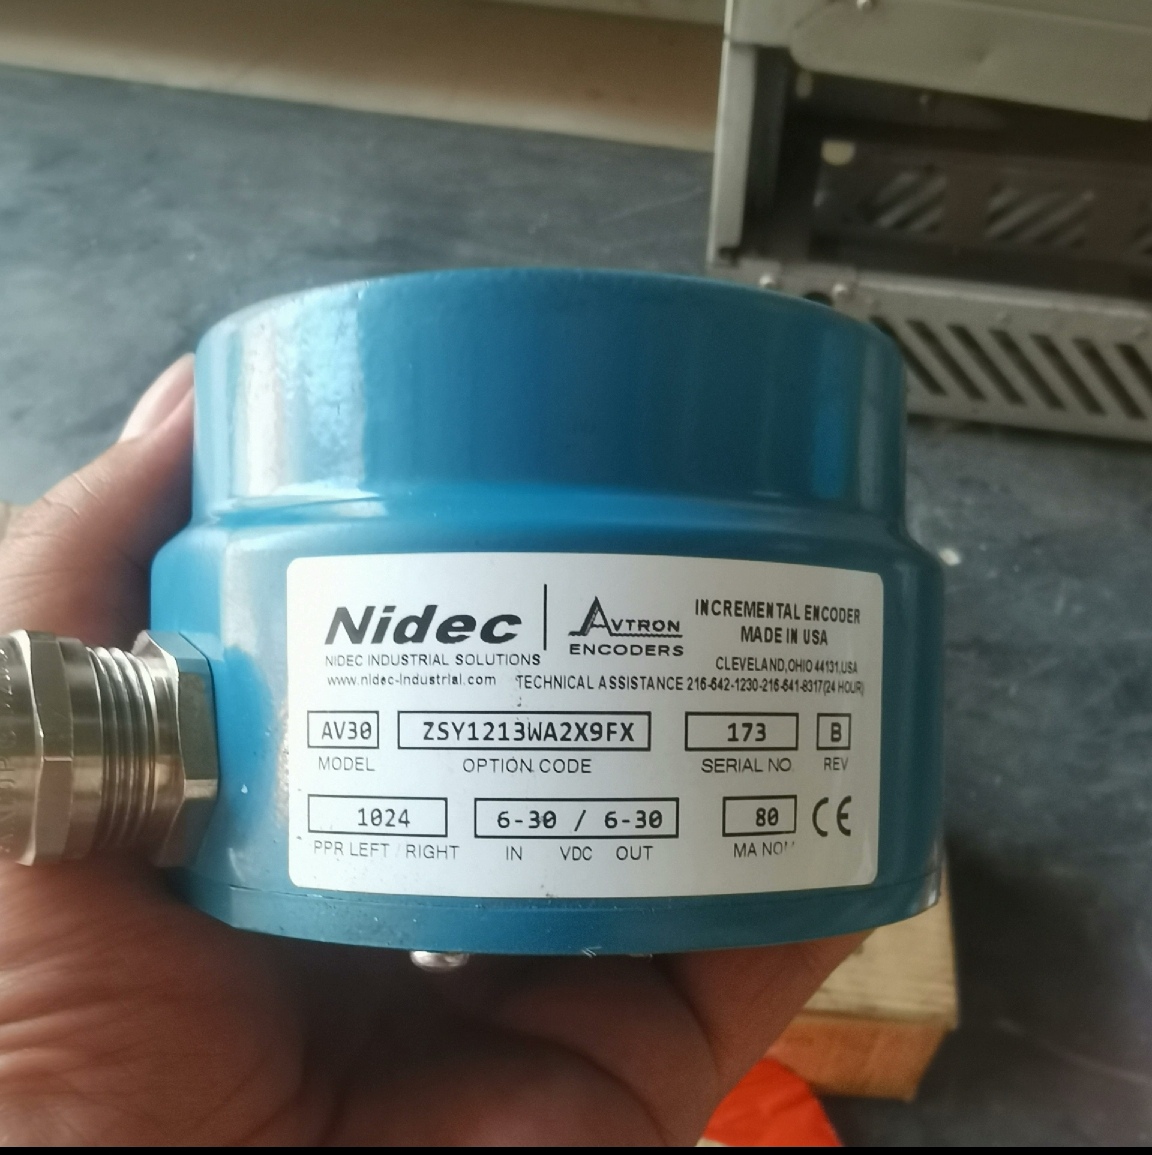 Nidec
AVTRON
ENCODERS
INCREMENTAL ENCODER
MADE IN USA
NIDEC INDUSTRIAL SOLUTIONS
CLEVELAND,OHIO 44131,USA
www.nidec-industrial.com TECHNICAL ASSISTANCE 216-642-1230-216-641-8317(24 HOUR)
AV30 ZSY1213WA2X9FX 173 B
MODEL OPTION CODE SERIAL NO. REV
1024 6-30 / 6-30 80 CE
PPR LEFT / RIGHT IN VDC OUT MA